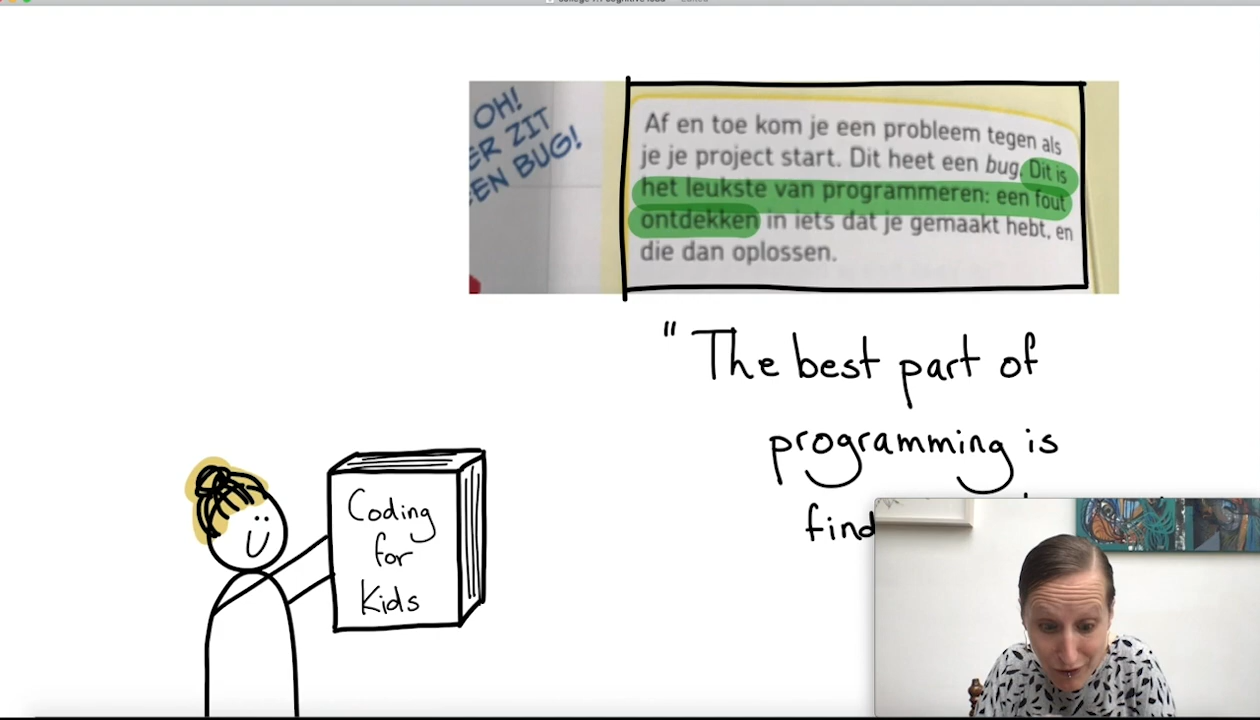 OH!
ER ZIT
EEN BUG!
Af en toe kom je een probleem tegen als
je je project start. Dit heet een bug. Dit is
het leukste van programmeren: een fout
ontdekken in iets dat je gemaakt hebt, en
die dan oplossen.
" The best part of
programming is
Coding
for
Kids